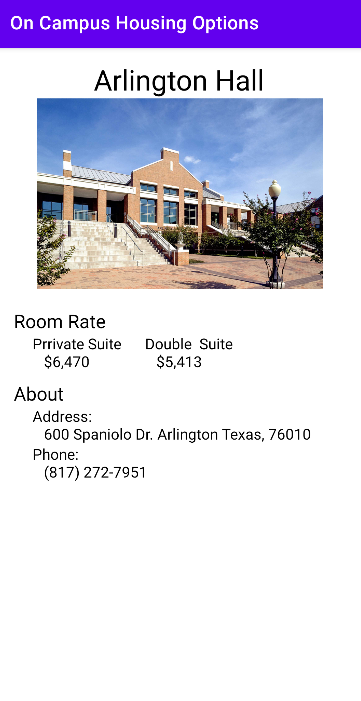 On Campus Housing Options
Arlington Hall
Room Rate
Prrivate Suite Double Suite
$6,470 $5,413
About
Address:
600 Spaniolo Dr. Arlington Texas, 76010
Phone:
(817) 272-7951